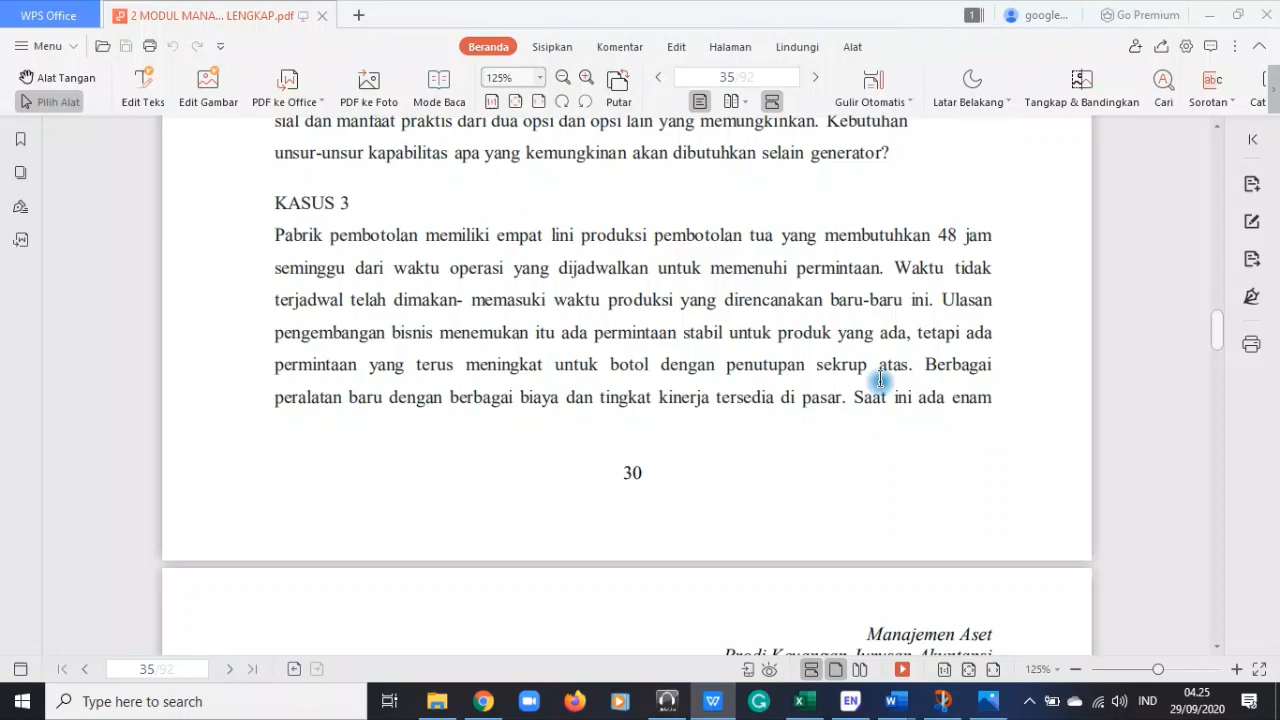 WPS Office
2 MODUL MANA... LENGKAP.pdf
1
google...
Go Premium
Menu
Beranda
Sisipkan
Komentar
Edit
Halaman
Lindungi
Alat
Alat Tangan
Pilih Alat
Edit Teks
Edit Gambar
PDF ke Office
PDF ke Foto
Mode Baca
125%
Putar
35/92
Gulir Otomatis
Latar Belakang
Tangkap & Bandingkan
Cari
Sorotan
Cat
sial dan manfaat praktis dari dua opsi dan opsi lain yang memungkinkan. Kebutuhan
unsur-unsur kapabilitas apa yang kemungkinan akan dibutuhkan selain generator?
KASUS 3
Pabrik pembotolan memiliki empat lini produksi pembotolan tua yang membutuhkan 48 jam
seminggu dari waktu operasi yang dijadwalkan untuk memenuhi permintaan. Waktu tidak
terjadwal telah dimakan- memasuki waktu produksi yang direncanakan baru-baru ini. Ulasan
pengembangan bisnis menemukan itu ada permintaan stabil untuk produk yang ada, tetapi ada
permintaan yang terus meningkat untuk botol dengan penutupan sekrup atas. Berbagai
peralatan baru dengan berbagai biaya dan tingkat kinerja tersedia di pasar. Saat ini ada enam
30
Manajemen Aset
Prodi Keuangan Jurusan Akuntansi
35/92
125%
Type here to search
IND
04.25
29/09/2020